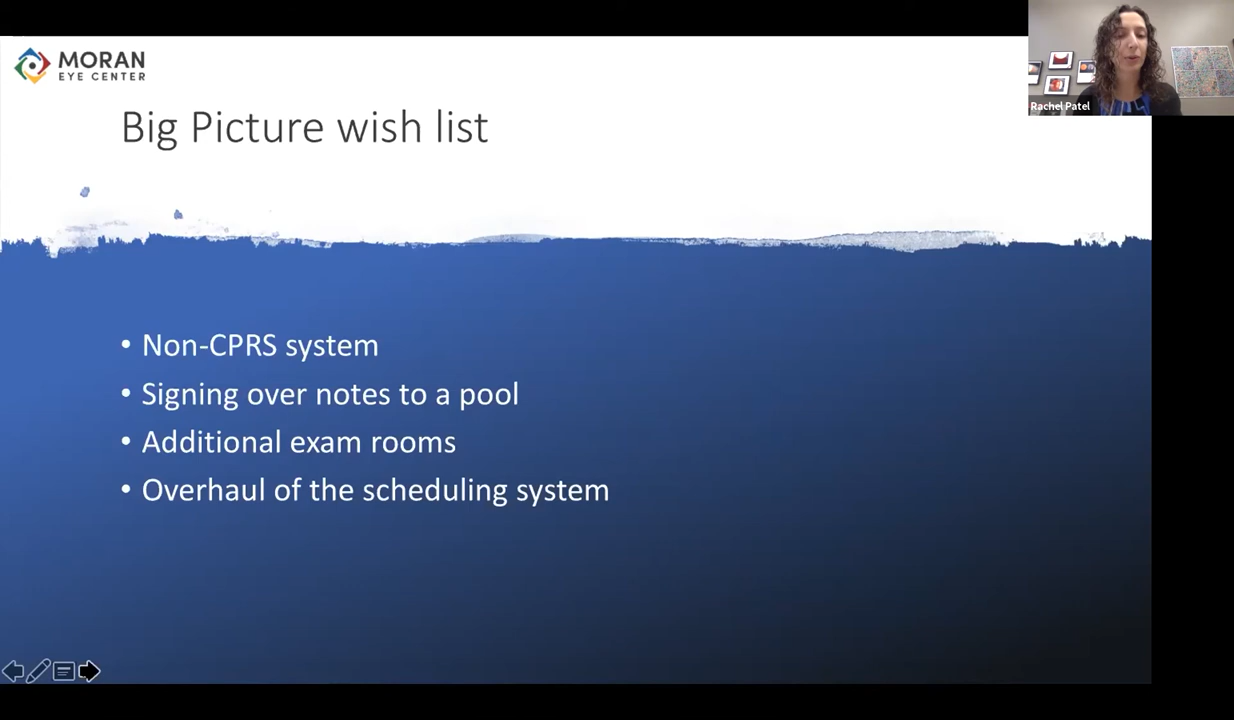 MORAN
EYE CENTER
Rachel Patel
Big Picture wish list
• Non-CPRS system
• Signing over notes to a pool
• Additional exam rooms
• Overhaul of the scheduling system